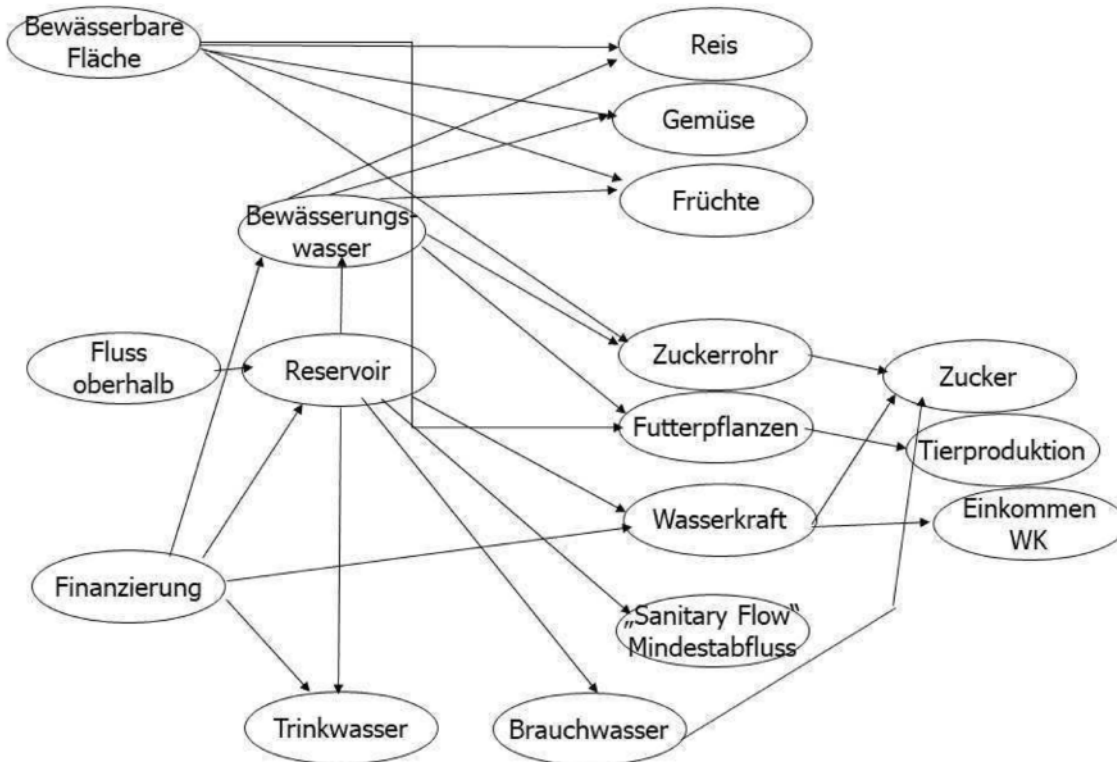 Bewässerbare
Fläche
Reis
Gemüse
Früchte
Bewässerungs-
wasser
Fluss
oberhalb
Reservoir
Zuckerrohr
Zucker
Futterpflanzen
Tierproduktion
Wasserkraft
Einkommen
WK
Finanzierung
„Sanitary Flow“
Mindestabfluss
Trinkwasser
Brauchwasser